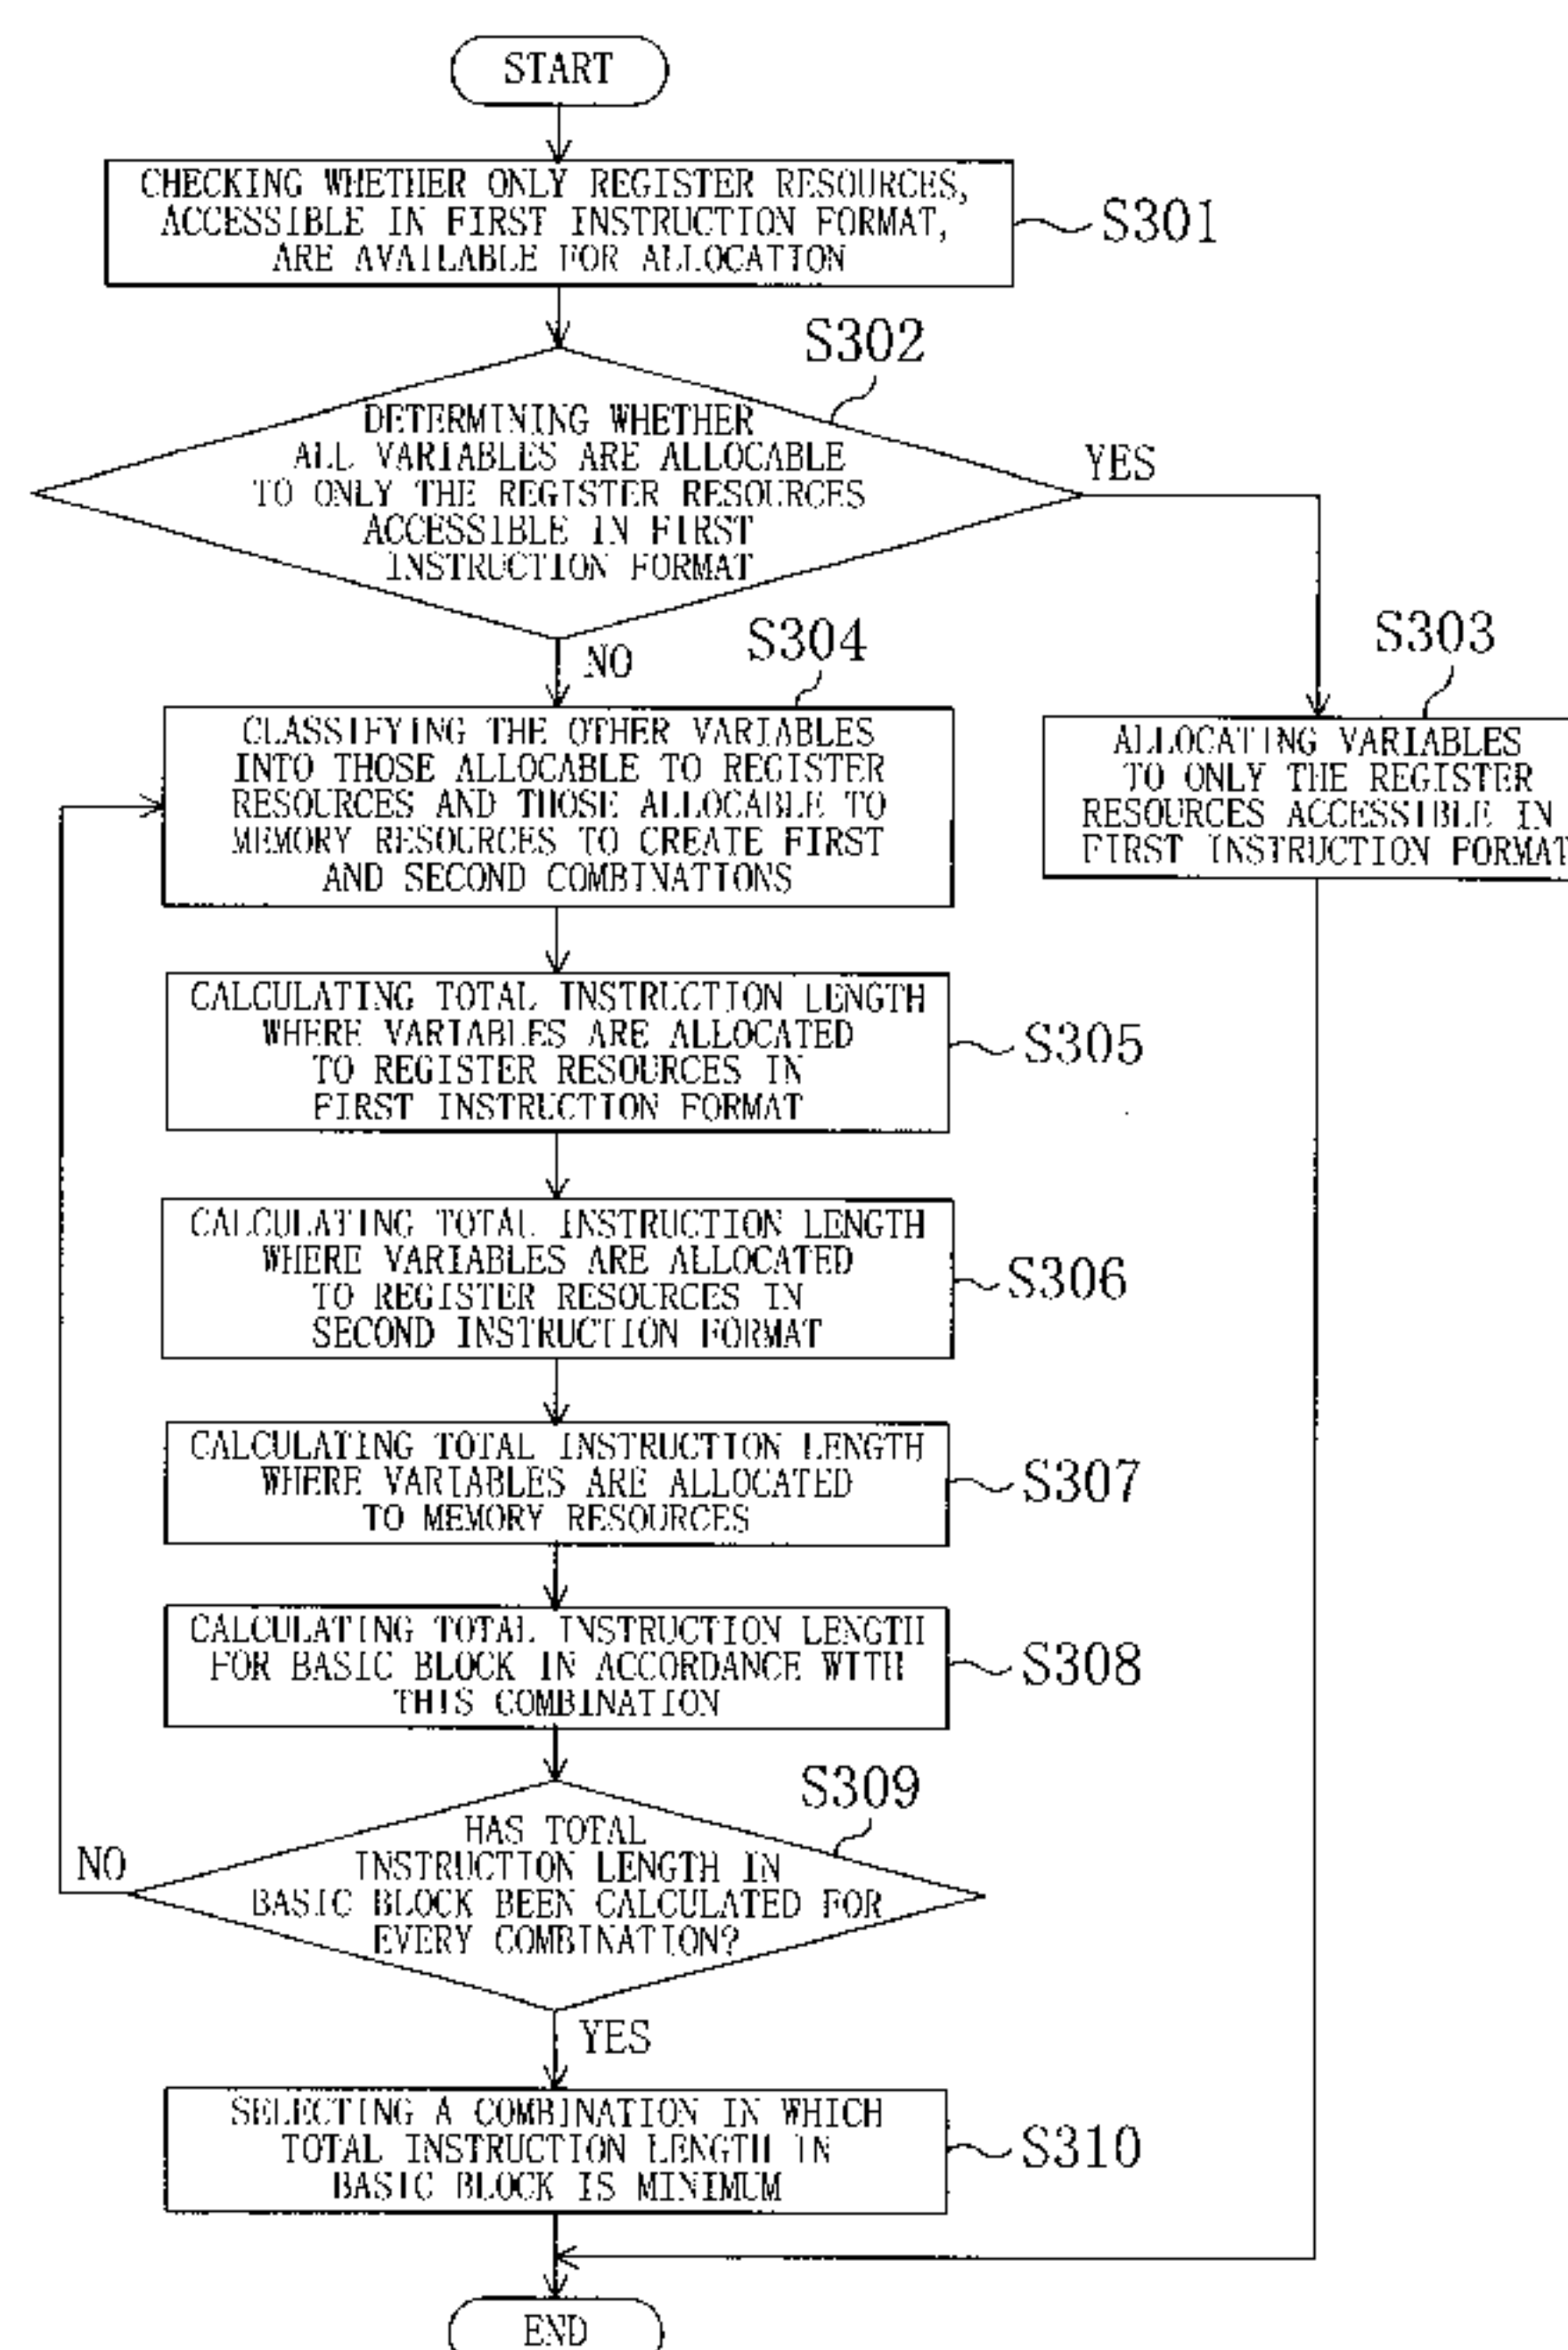 START
CHECKING WHETHER ONLY REGISTER RESOURCES,
ACCESSIBLE IN FIRST INSTRUCTION FORMAT,
ARE AVAILABLE FOR ALLOCATION
S301
S302
DETERMINING WHETHER
ALL VARIABLES ARE ALLOCABLE
TO ONLY THE REGISTER RESOURCES
ACCESSIBLE IN FIRST
INSTRUCTION FORMAT
YES
NO
S303
ALLOCATING VARIABLES
TO ONLY THE REGISTER
RESOURCES ACCESSIBLE IN
FIRST INSTRUCTION FORMAT
S304
CLASSIFYING THE OTHER VARIABLES
INTO THOSE ALLOCABLE TO REGISTER
RESOURCES AND THOSE ALLOCABLE TO
MEMORY RESOURCES TO CREATE FIRST
AND SECOND COMBINATIONS
CALCULATING TOTAL INSTRUCTION LENGTH
WHERE VARIABLES ARE ALLOCATED
TO REGISTER RESOURCES IN
FIRST INSTRUCTION FORMAT
S305
CALCULATING TOTAL INSTRUCTION LENGTH
WHERE VARIABLES ARE ALLOCATED
TO REGISTER RESOURCES IN
SECOND INSTRUCTION FORMAT
S306
CALCULATING TOTAL INSTRUCTION LENGTH
WHERE VARIABLES ARE ALLOCATED
TO MEMORY RESOURCES
S307
CALCULATING TOTAL INSTRUCTION LENGTH
FOR BASIC BLOCK IN ACCORDANCE WITH
THIS COMBINATION
S308
S309
HAS TOTAL
INSTRUCTION LENGTH IN
BASIC BLOCK BEEN CALCULATED FOR
EVERY COMBINATION?
NO
YES
SELECTING A COMBINATION IN WHICH
TOTAL INSTRUCTION LENGTH IN
BASIC BLOCK IS MINIMUM
S310
END